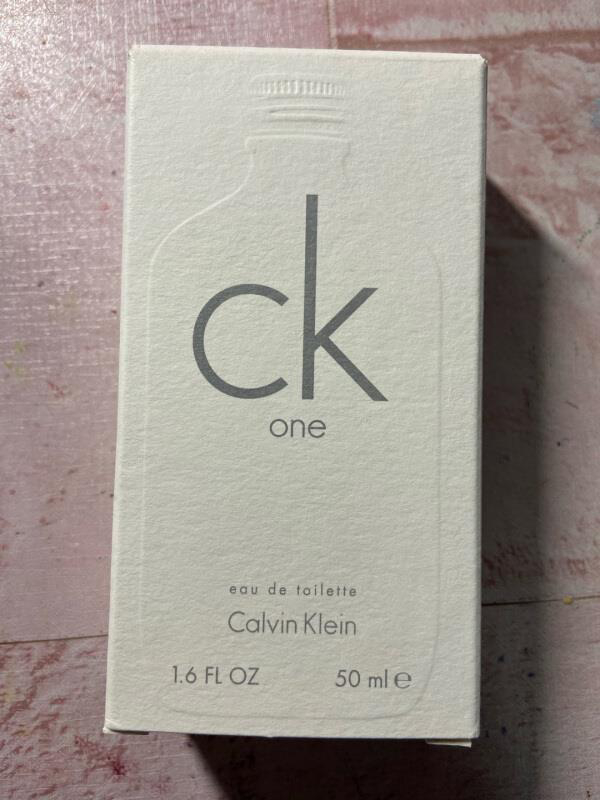 ck
one
eau de toilette
Calvin Klein
1.6 FL OZ 50 ml ℮